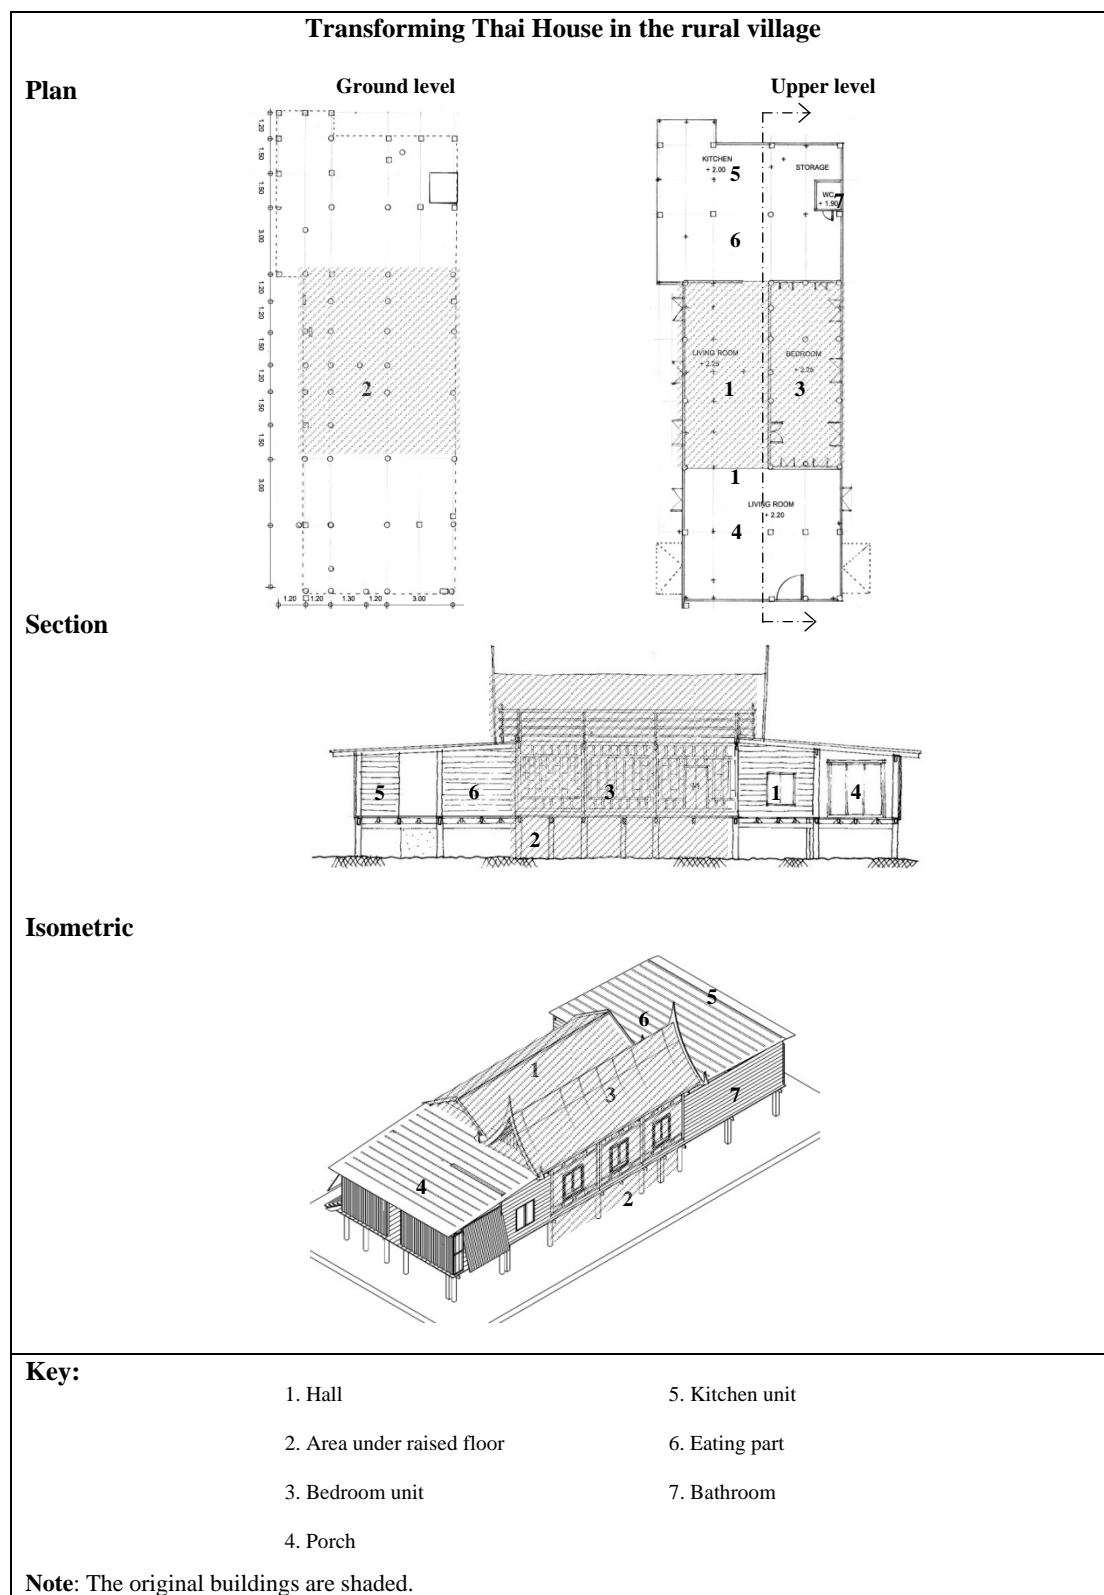 Transforming Thai House in the rural village
Plan
Ground level
Upper level
1.20
1.50
1.50
3.00
1.20
1.20
1.50
1.20
1.50
1.50
3.00
2
1.20 1.20 1.30 1.20 3.00
KITCHEN
+ 2.00
5
STORAGE
WC.
+ 1.90
7
6
LIVING ROOM
+ 2.25
1
BEDROOM
+ 2.25
3
1
LIVING ROOM
+ 2.20
4
Section
5 6 3 1 4
2
Isometric
5
6
1
3
7
4
2
Key:
1. Hall
5. Kitchen unit
2. Area under raised floor
6. Eating part
3. Bedroom unit
7. Bathroom
4. Porch
Note: The original buildings are shaded.